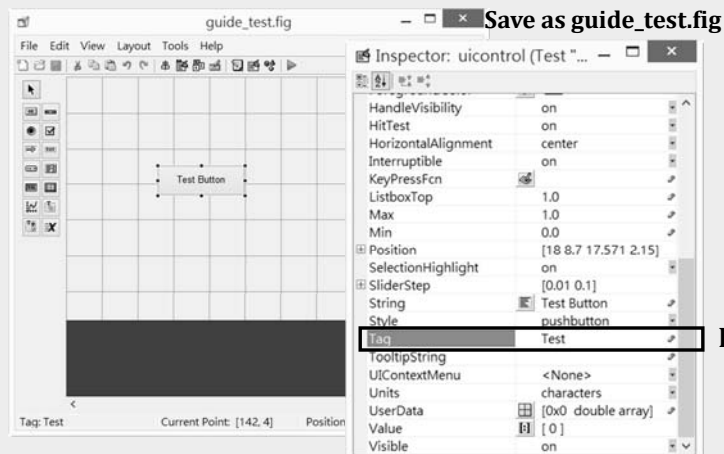 guide_test.fig
Save as guide_test.fig
File Edit View Layout Tools Help
Test Button
Tag: Test
Current Point: [142, 4]
Position
Inspector: uicontrol (Test "...
HandleVisibility on
HitTest on
HorizontalAlignment center
Interruptible on
KeyPressFcn
ListboxTop 1.0
Max 1.0
Min 0.0
Position [18 8.7 17.571 2.15]
SelectionHighlight on
SliderStep [0.01 0.1]
String Test Button
Style pushbutton
Tag Test
TooltipString
UIContextMenu <None>
Units characters
UserData [0x0 double array]
Value [ 0 ]
Visible on